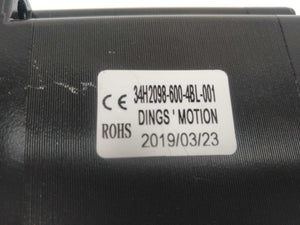 34H2098-600-4BL-001
CE DINGS' MOTION
ROHS 2019/03/23